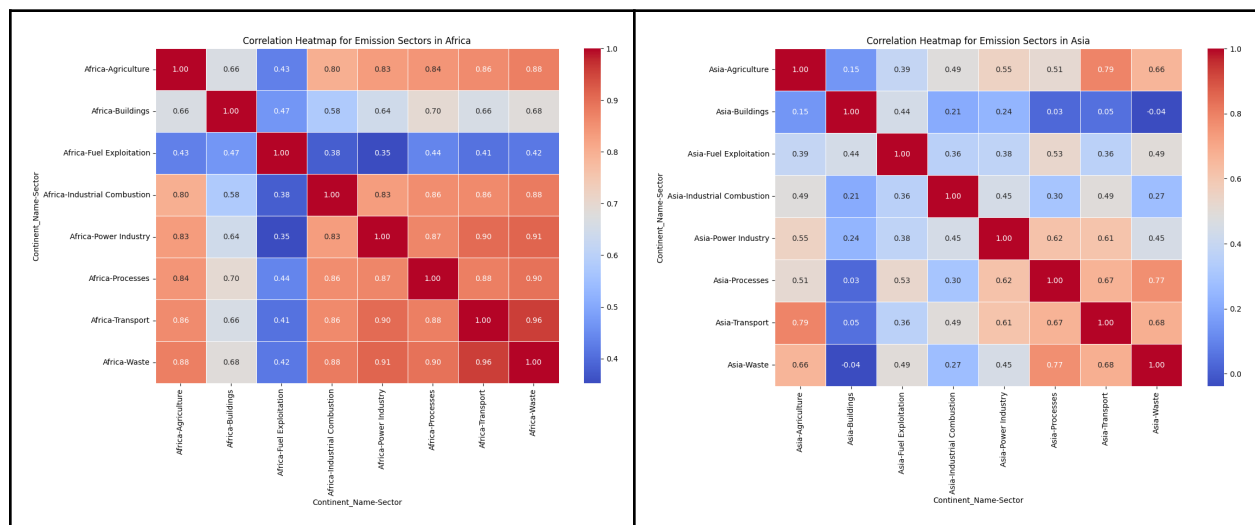 Correlation Heatmap for Emission Sectors in Africa
Continent_Name-Sector
Africa-Agriculture 1.00 0.66 0.43 0.80 0.83 0.84 0.86 0.88
Africa-Buildings 0.66 1.00 0.47 0.58 0.64 0.70 0.66 0.68
Africa-Fuel Exploitation 0.43 0.47 1.00 0.38 0.35 0.44 0.41 0.42
Africa-Industrial Combustion 0.80 0.58 0.38 1.00 0.83 0.86 0.86 0.88
Africa-Power Industry 0.83 0.64 0.35 0.83 1.00 0.87 0.90 0.91
Africa-Processes 0.84 0.70 0.44 0.86 0.87 1.00 0.88 0.90
Africa-Transport 0.86 0.66 0.41 0.86 0.90 0.88 1.00 0.96
Africa-Waste 0.88 0.68 0.42 0.88 0.91 0.90 0.96 1.00
Africa-Agriculture
Africa-Buildings
Africa-Fuel Exploitation
Africa-Industrial Combustion
Africa-Power Industry
Africa-Processes
Africa-Transport
Africa-Waste
Continent_Name-Sector
1.0
0.9
0.8
0.7
0.6
0.5
0.4
Correlation Heatmap for Emission Sectors in Asia
Continent_Name-Sector
Asia-Agriculture 1.00 0.15 0.39 0.49 0.55 0.51 0.79 0.66
Asia-Buildings 0.15 1.00 0.44 0.21 0.24 0.03 0.05 -0.04
Asia-Fuel Exploitation 0.39 0.44 1.00 0.36 0.38 0.53 0.36 0.49
Asia-Industrial Combustion 0.49 0.21 0.36 1.00 0.45 0.30 0.49 0.27
Asia-Power Industry 0.55 0.24 0.38 0.45 1.00 0.62 0.61 0.45
Asia-Processes 0.51 0.03 0.53 0.30 0.62 1.00 0.67 0.77
Asia-Transport 0.79 0.05 0.36 0.49 0.61 0.67 1.00 0.68
Asia-Waste 0.66 -0.04 0.49 0.27 0.45 0.77 0.68 1.00
Asia-Agriculture
Asia-Buildings
Asia-Fuel Exploitation
Asia-Industrial Combustion
Asia-Power Industry
Asia-Processes
Asia-Transport
Asia-Waste
Continent_Name-Sector
1.0
0.8
0.6
0.4
0.2
0.0